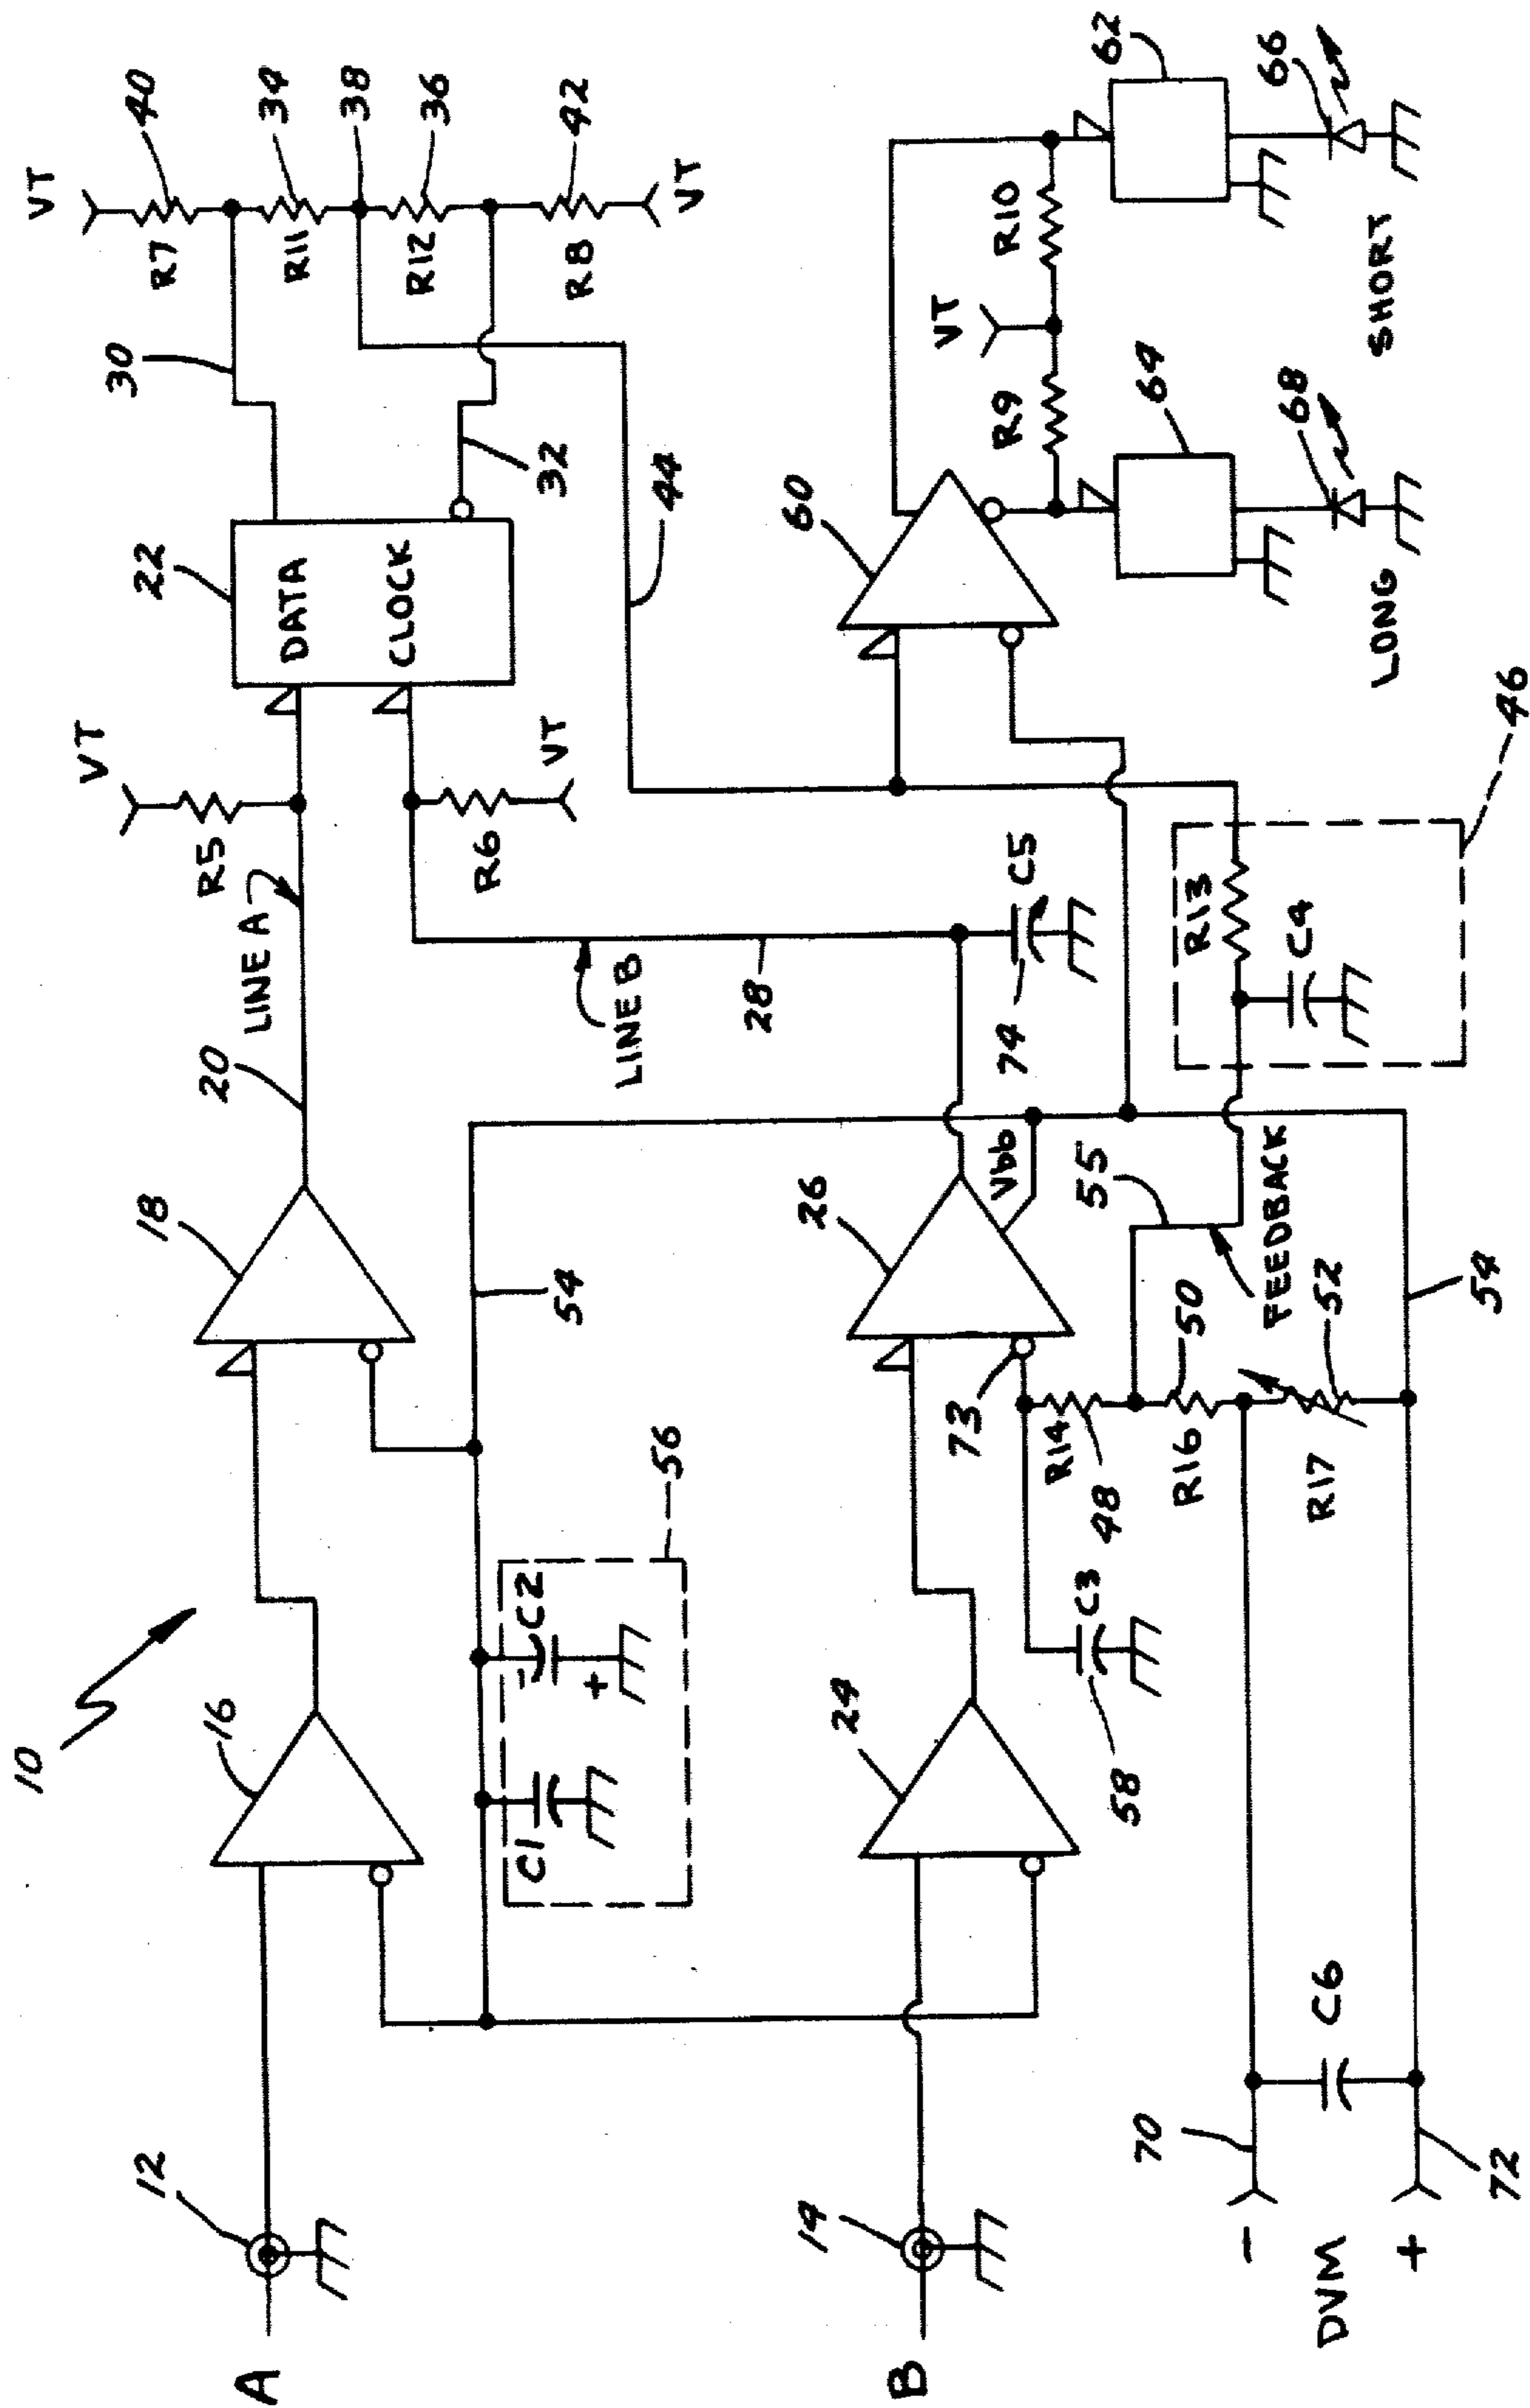 10
A
12
16
18
20
LINE A
R5
VT
22
DATA
CLOCK
30
32
VT
40
R7
34
R11
38
36
R12
42
R8
VT
R6
VT
LINE B
28
44
54
56
C1
C2
-
+
B
14
24
26
Vbb
73
58
C3
R14
48
50
R16
52
R17
55
FEEDBACK
54
74
C5
R13
C4
46
60
R9
VT
R10
64
62
68
66
LONG
SHORT
70
-
DVM
C6
+
72